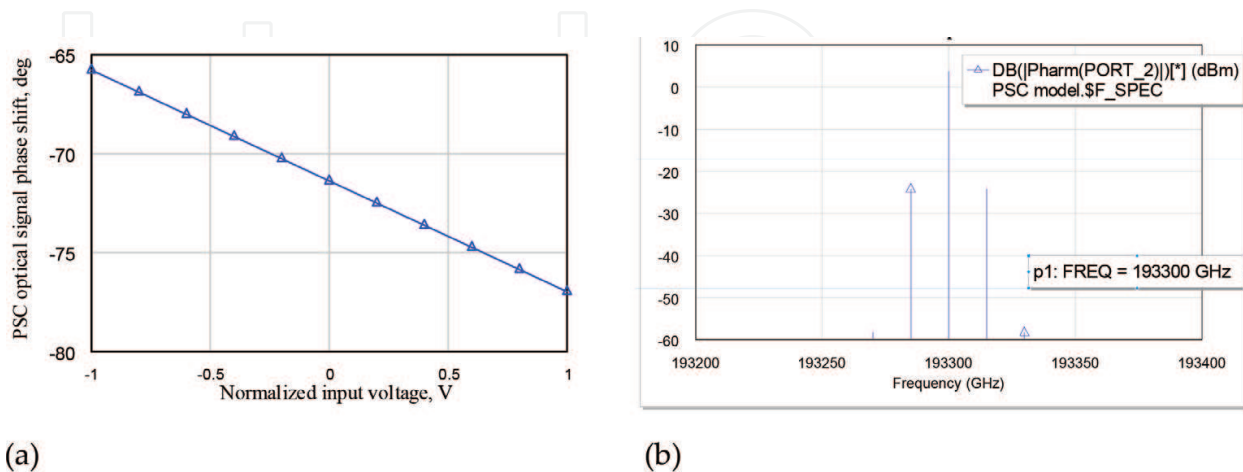 -65
-70
-75
-80
PSC optical signal phase shift, deg
-1
-0.5
0
0.5
1
Normalized input voltage, V
(a)
10
0
-10
-20
-30
-40
-50
-60
DB(|Pharm(PORT_2)|)[*] (dBm)
PSC model.$F_SPEC
p1: FREQ = 193300 GHz
193200
193250
193300
193350
193400
Frequency (GHz)
(b)